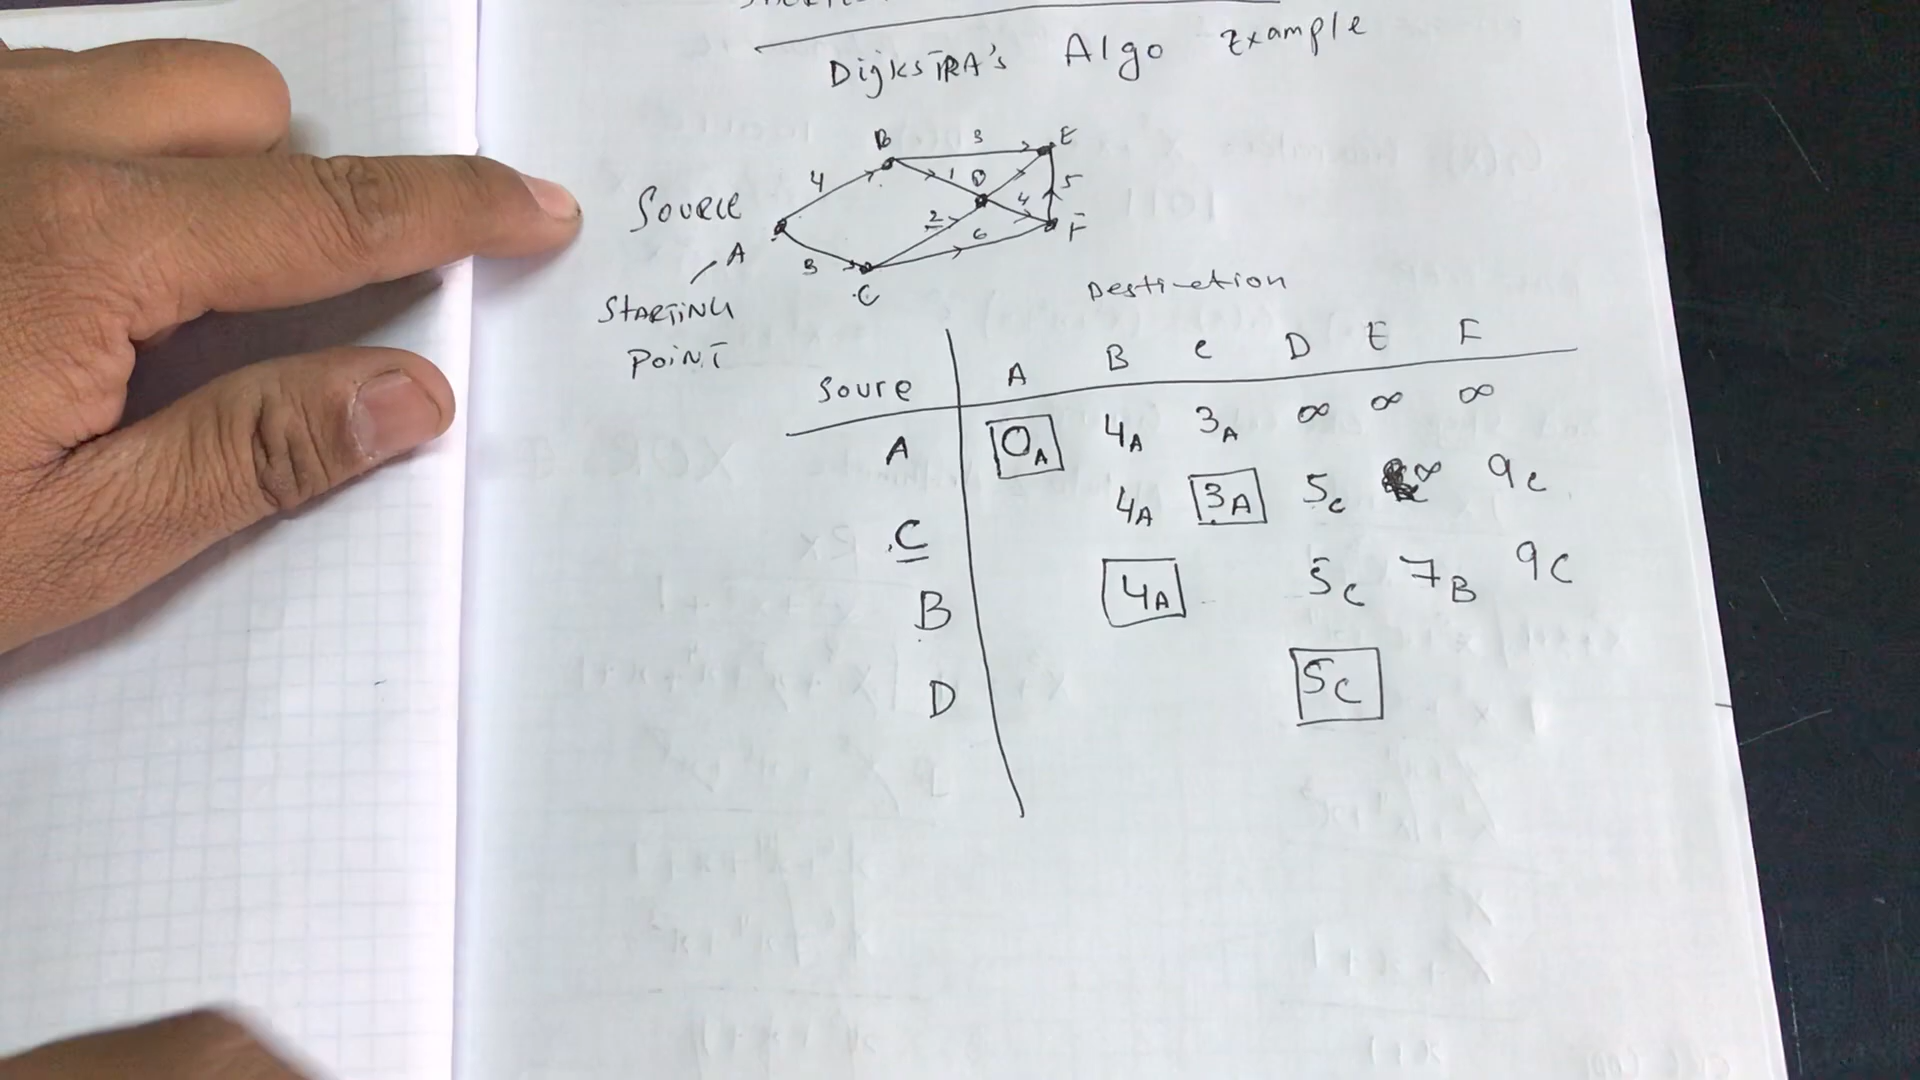 DIjKSTRA's Algo Example
B 3 E
4 1 D 5
Source 2 4
A 6 F
3
C
STARTING
POINT
Destinetion
Soure A B C D E F
A 0A 4A 3A ∞ ∞ ∞
C 4A 3A 5C ∞ 9C
B 4A 5C 7B 9C
D 5C